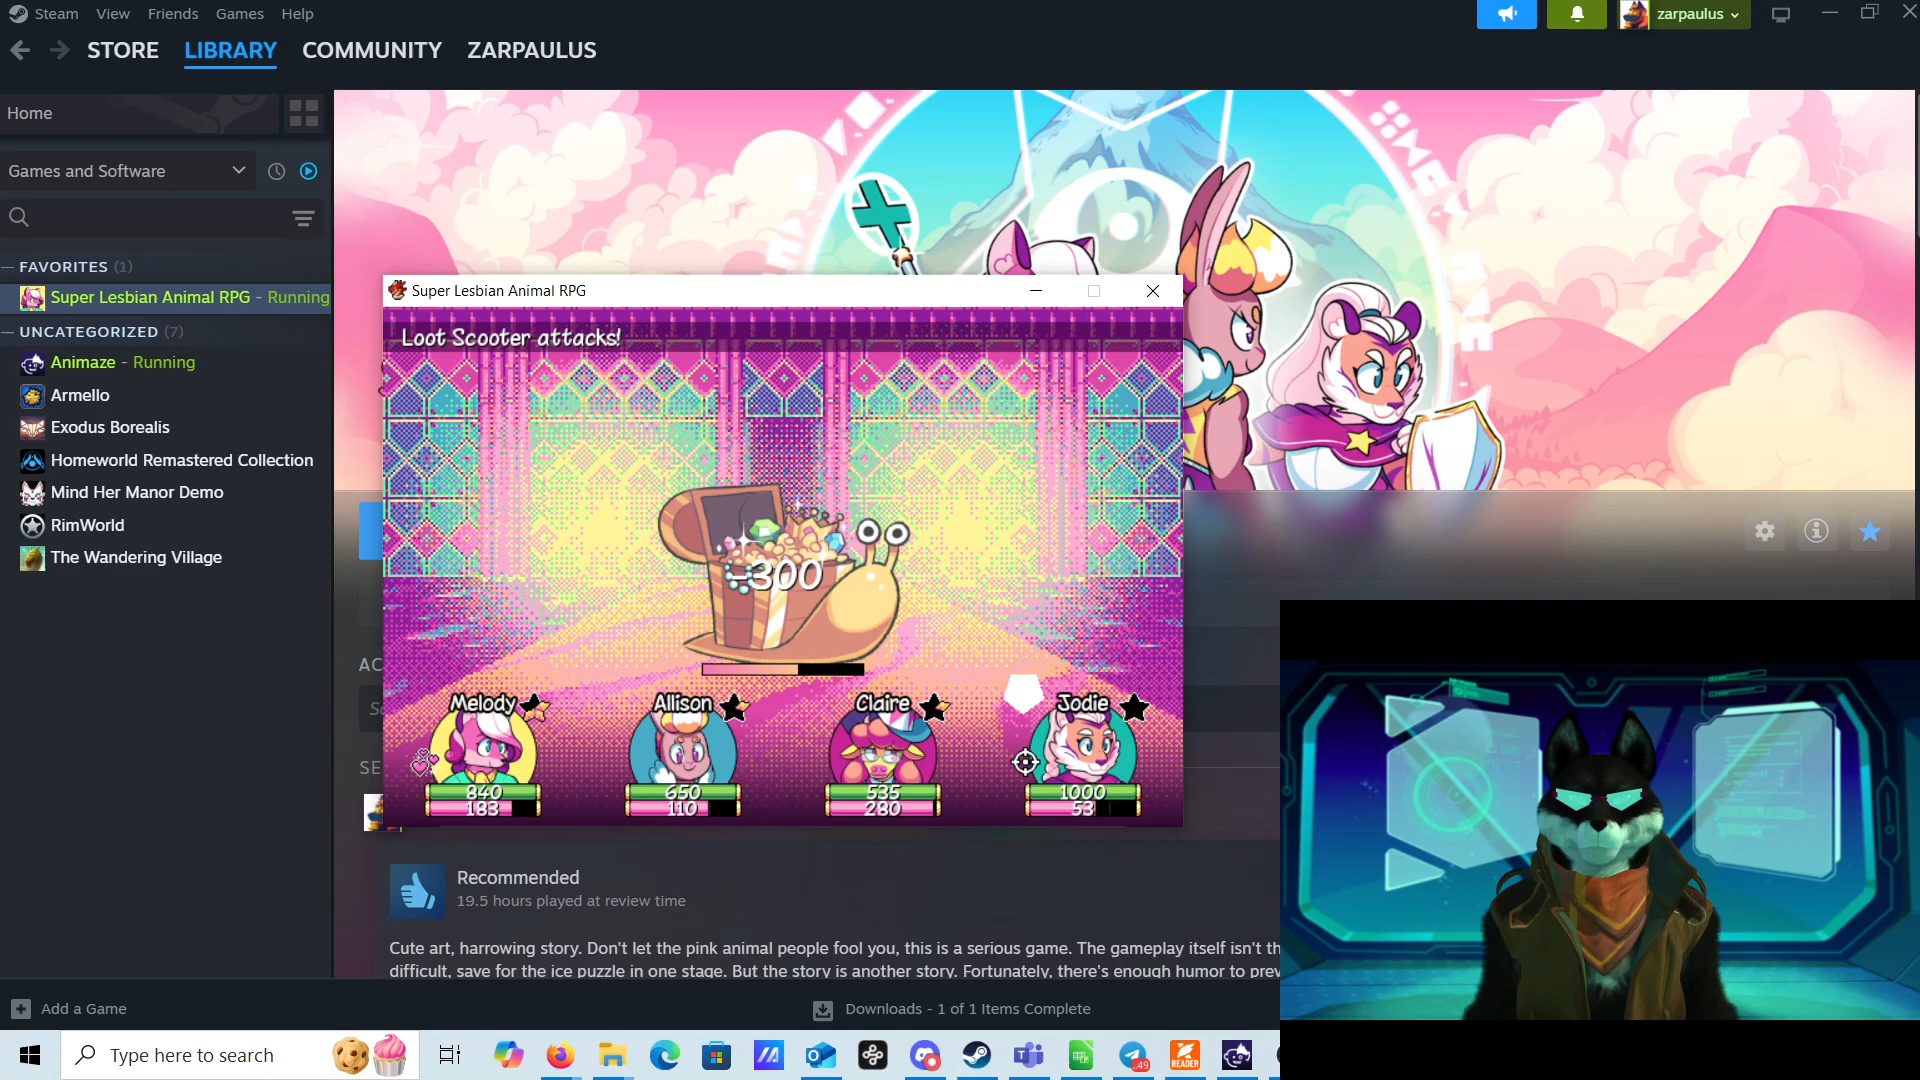 Steam View Friends Games Help
zarpaulus
STORE LIBRARY COMMUNITY ZARPAULUS
Home
Games and Software
— FAVORITES (1)
Super Lesbian Animal RPG - Running
— UNCATEGORIZED (7)
Animaze - Running
Armello
Exodus Borealis
Homeworld Remastered Collection
Mind Her Manor Demo
RimWorld
The Wandering Village
Super Lesbian Animal RPG
Loot Scooter attacks!
-300
Melody Allison Claire Jodie
840 650 535 1000
183 110 280 53
AC
SE
Recommended
19.5 hours played at review time
Cute art, harrowing story. Don't let the pink animal people fool you, this is a serious game. The gameplay itself isn't th
difficult, save for the ice puzzle in one stage. But the story is another story. Fortunately, there's enough humor to prev
Add a Game
Downloads - 1 of 1 Items Complete
Type here to search
READER
49